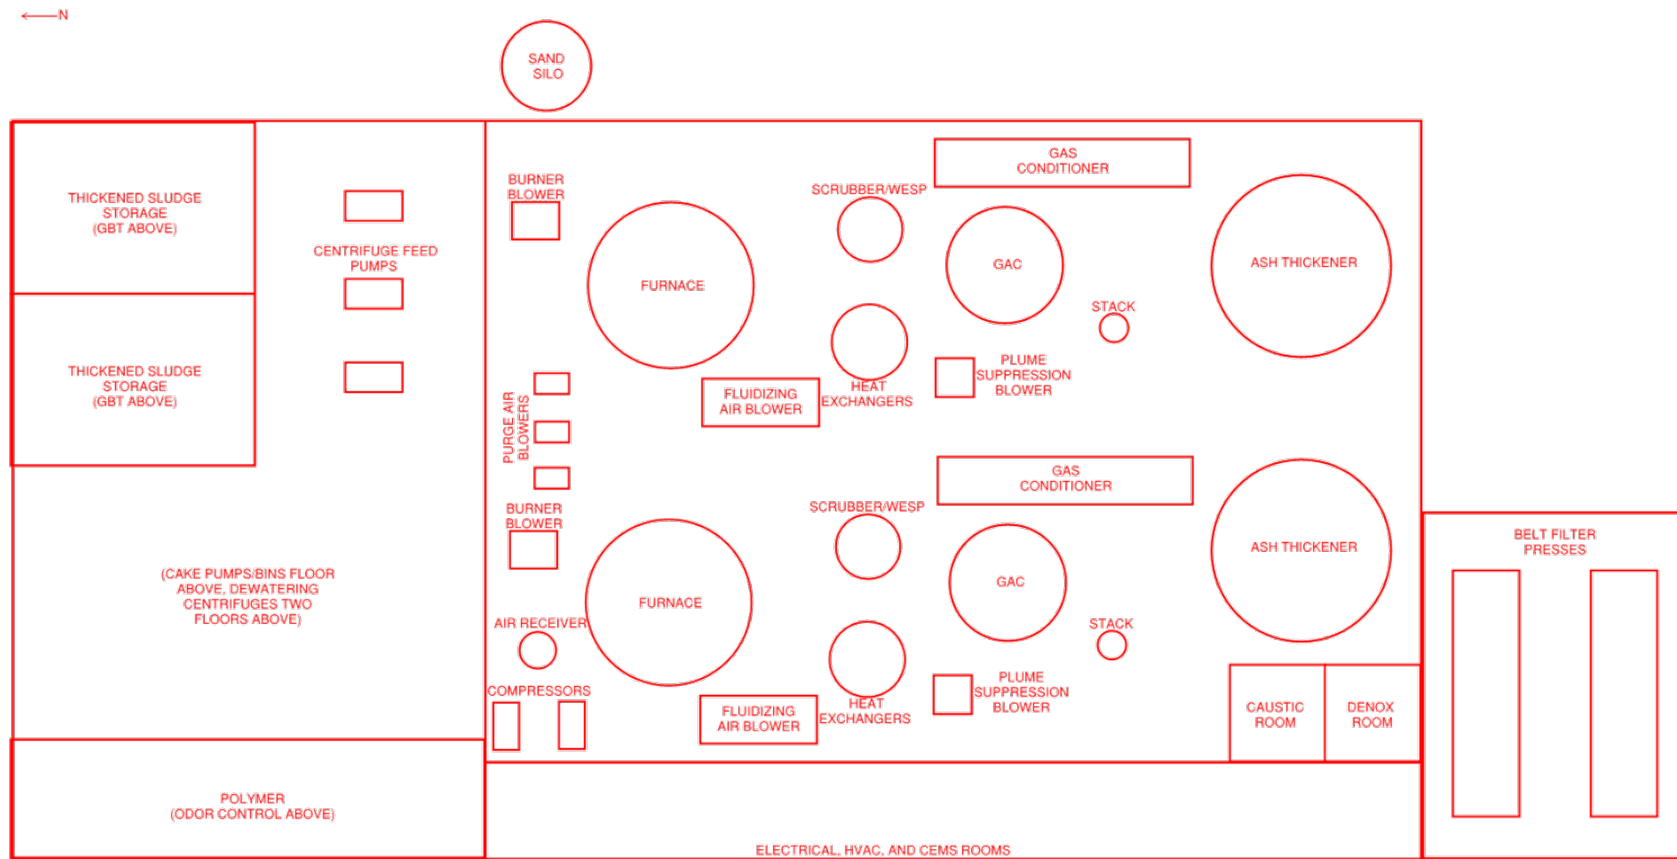 N
SAND
SILO
THICKENED SLUDGE
STORAGE
(GBT ABOVE)
CENTRIFUGE FEED
PUMPS
THICKENED SLUDGE
STORAGE
(GBT ABOVE)
(CAKE PUMPS/BINS FLOOR
ABOVE, DEWATERING
CENTRIFUGES TWO
FLOORS ABOVE)
POLYMER
(ODOR CONTROL ABOVE)
BURNER
BLOWER
FURNACE
SCRUBBER/WESP
GAS
CONDITIONER
GAC
ASH THICKENER
STACK
PLUME
SUPPRESSION
BLOWER
HEAT
EXCHANGERS
FLUIDIZING
AIR BLOWER
PURGE AIR
BLOWERS
BURNER
BLOWER
FURNACE
SCRUBBER/WESP
GAS
CONDITIONER
GAC
ASH THICKENER
STACK
AIR RECEIVER
COMPRESSORS
FLUIDIZING
AIR BLOWER
HEAT
EXCHANGERS
PLUME
SUPPRESSION
BLOWER
CAUSTIC
ROOM
DENOX
ROOM
BELT FILTER
PRESSES
ELECTRICAL, HVAC, AND CEMS ROOMS